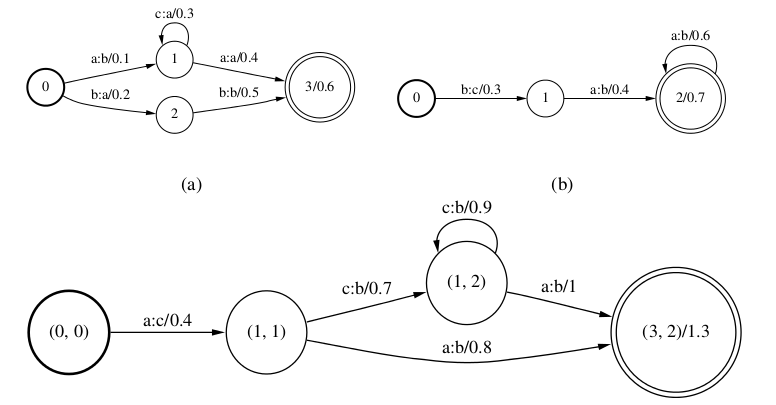 c:a/0.3
a:b/0.1
1
a:a/0.4
0
3/0.6
b:a/0.2
2
b:b/0.5
(a)
a:b/0.6
0
b:c/0.3
1
a:b/0.4
2/0.7
(b)
c:b/0.9
c:b/0.7
(1, 2)
a:b/1
(0, 0)
a:c/0.4
(1, 1)
a:b/0.8
(3, 2)/1.3